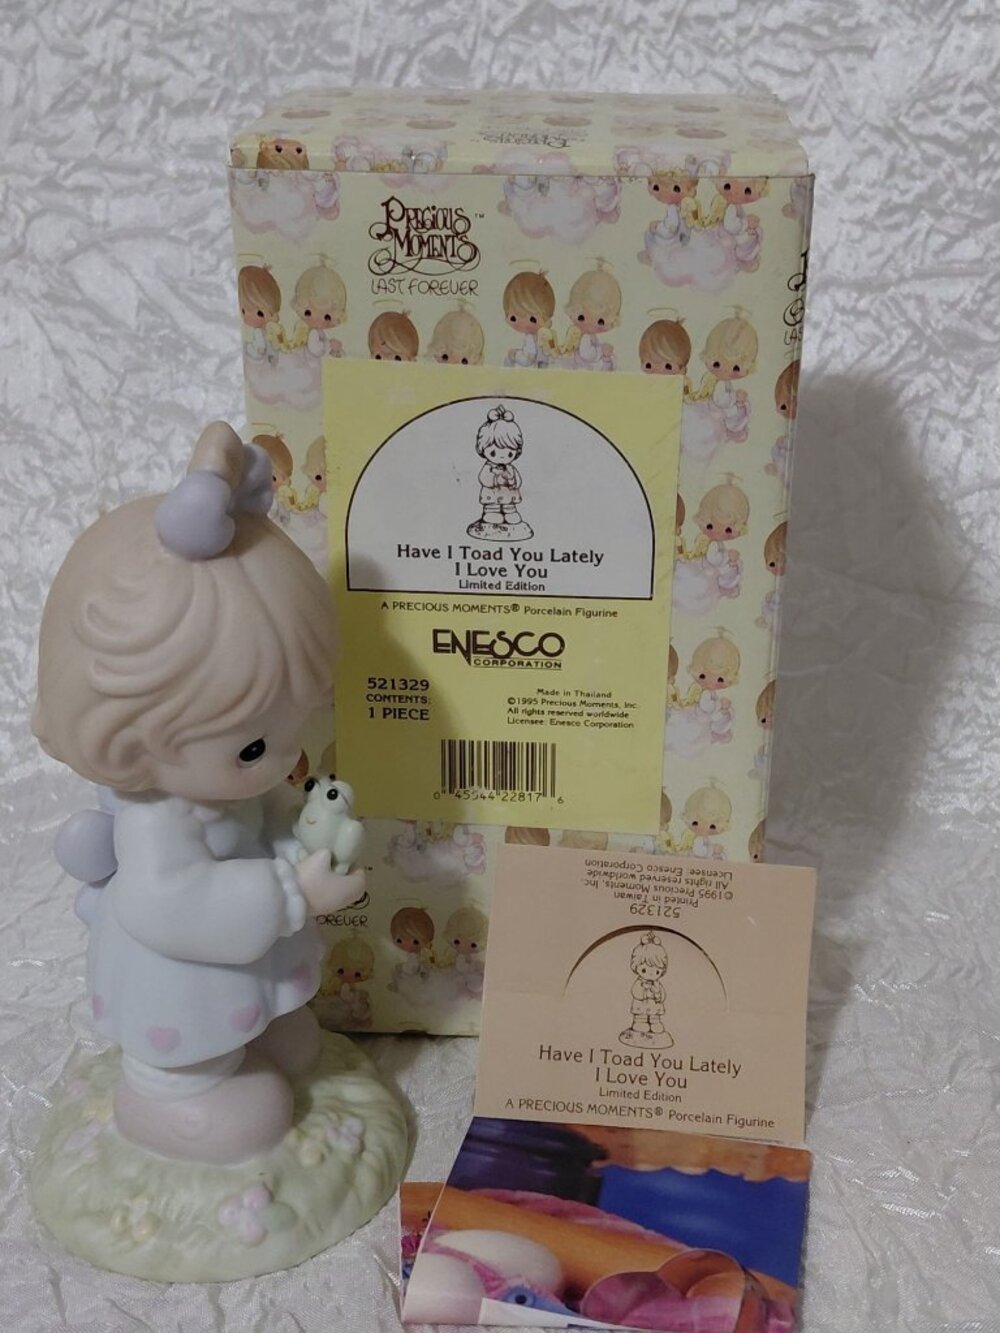 PRECIOUS
MOMENTS™
LAST FOREVER
LAS
Have I Toad You Lately
I Love You
Limited Edition
A PRECIOUS MOMENTS® Porcelain Figurine
ENESCO
CORPORATION
521329
CONTENTS:
1 PIECE
Made in Thailand
©1995 Precious Moments, Inc.
All rights reserved worldwide
Licensee: Enesco Corporation
0 45544 22817 6
OREVER
521329
Printed in Taiwan
©1995 Precious Moments, Inc.
All rights reserved worldwide
Licensee: Enesco Corporation
Have I Toad You Lately
I Love You
Limited Edition
A PRECIOUS MOMENTS® Porcelain Figurine